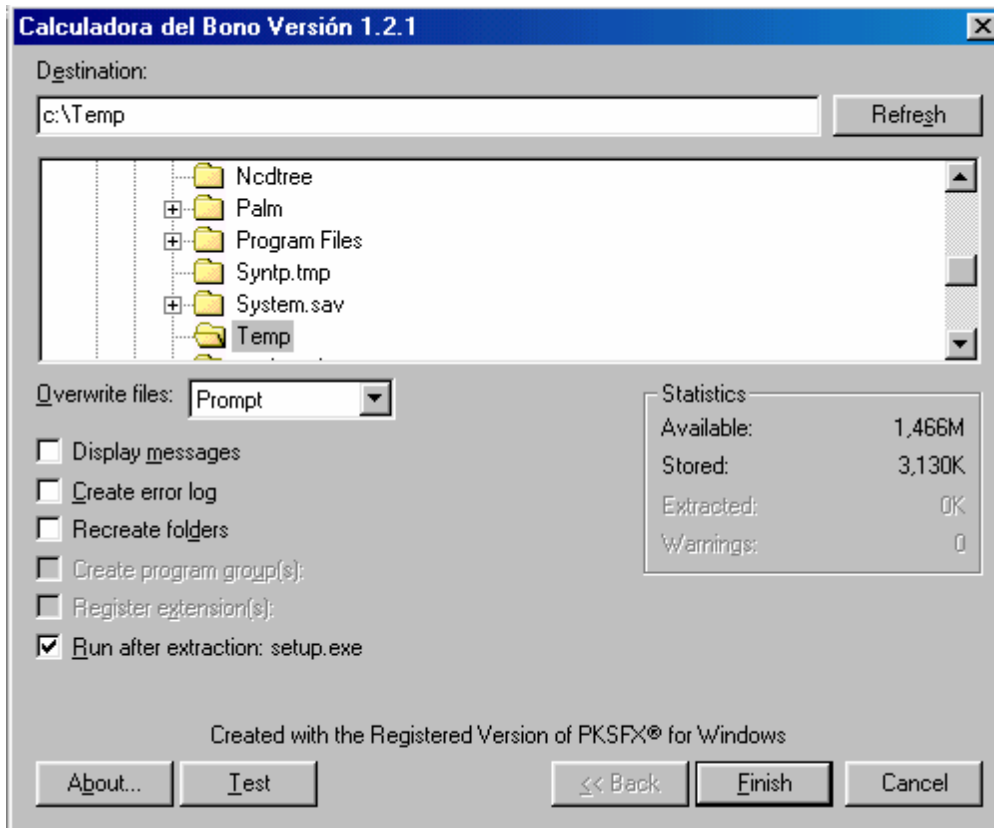 Calculadora del Bono Versión 1.2.1
Destination:
c:\Temp
Refresh
Ncdtree
Palm
Program Files
Syntp.tmp
System.sav
Temp
Overwrite files: Prompt
Statistics
Available: 1,466M
Stored: 3,130K
Extracted: 0K
Warnings: 0
Display messages
Create error log
Recreate folders
Create program group(s):
Register extension(s):
Run after extraction: setup.exe
Created with the Registered Version of PKSFX® for Windows
About... Test << Back Finish Cancel